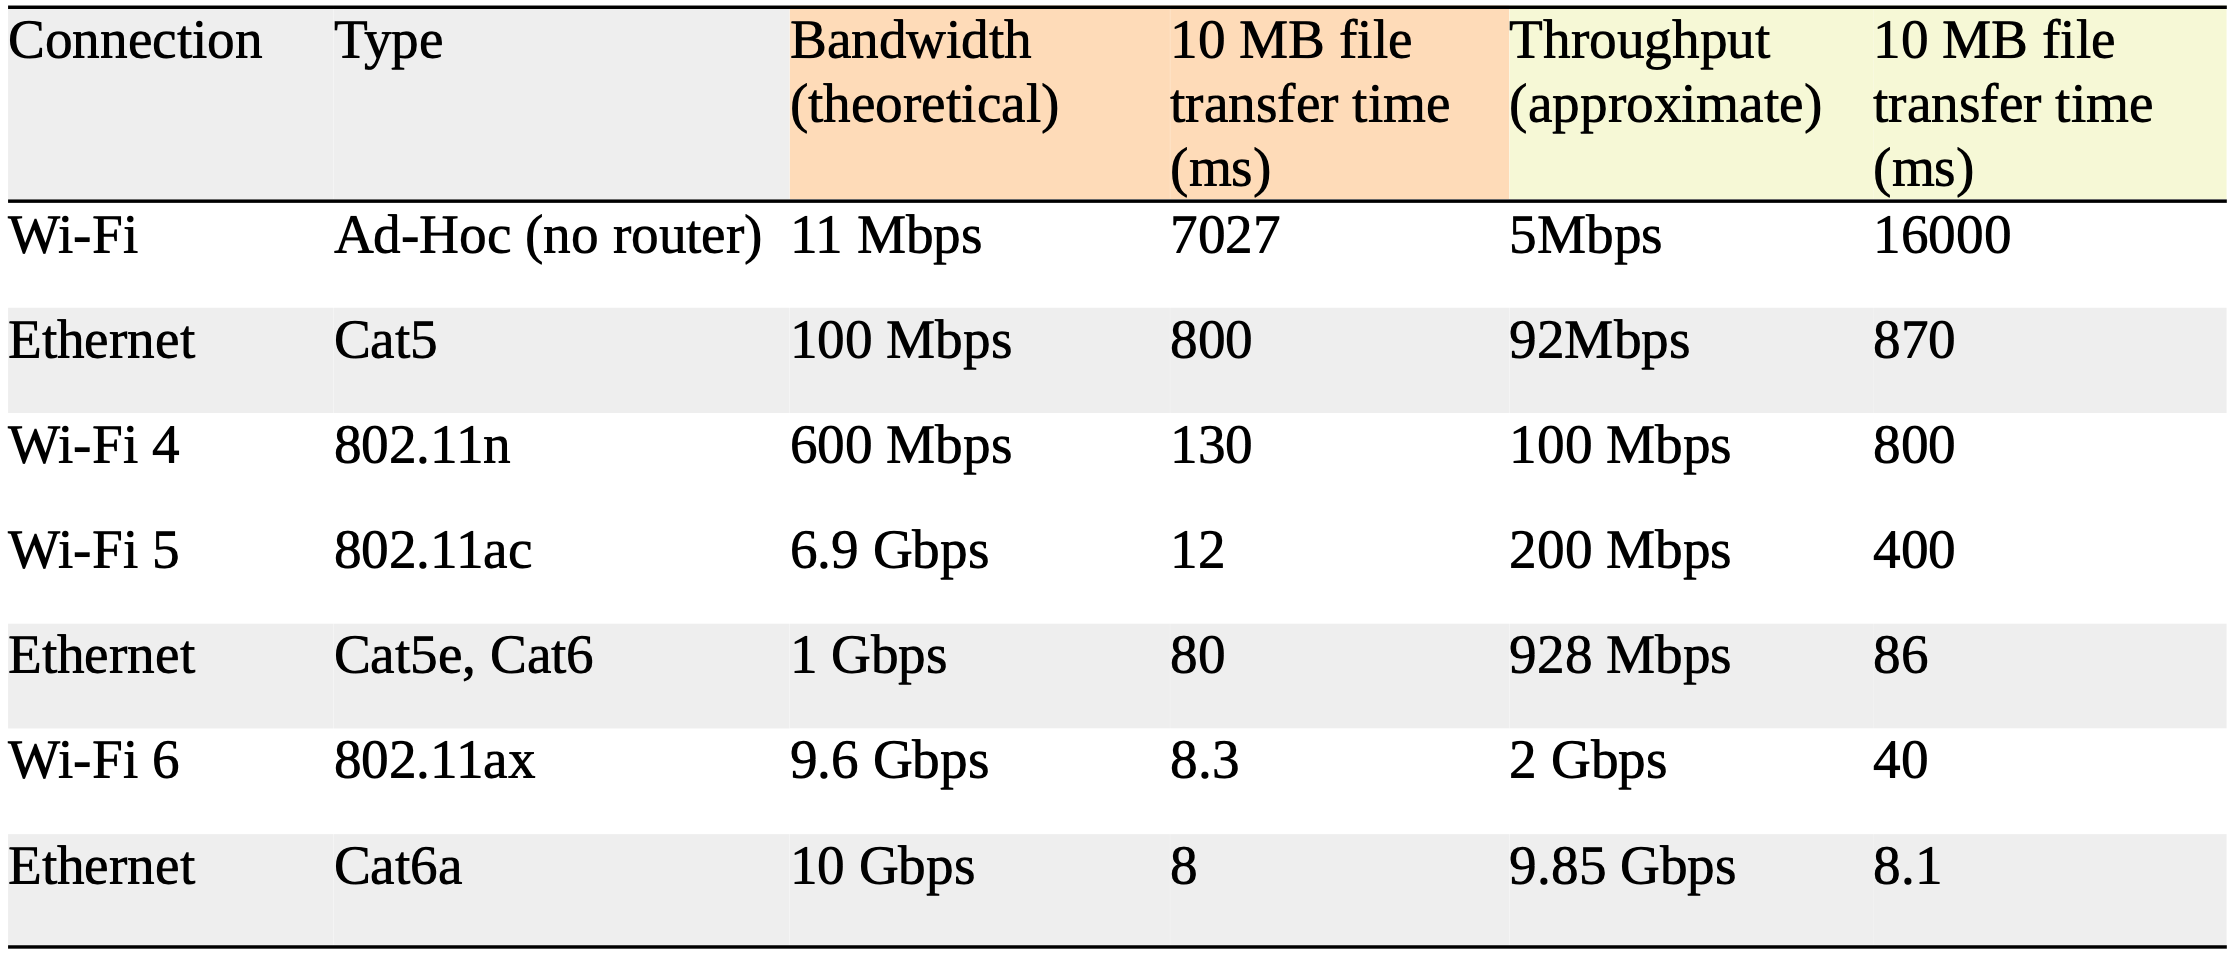 Connection Type Bandwidth (theoretical) 10 MB file transfer time (ms) Throughput (approximate) 10 MB file transfer time (ms)
Wi-Fi Ad-Hoc (no router) 11 Mbps 7027 5Mbps 16000
Ethernet Cat5 100 Mbps 800 92Mbps 870
Wi-Fi 4 802.11n 600 Mbps 130 100 Mbps 800
Wi-Fi 5 802.11ac 6.9 Gbps 12 200 Mbps 400
Ethernet Cat5e, Cat6 1 Gbps 80 928 Mbps 86
Wi-Fi 6 802.11ax 9.6 Gbps 8.3 2 Gbps 40
Ethernet Cat6a 10 Gbps 8 9.85 Gbps 8.1